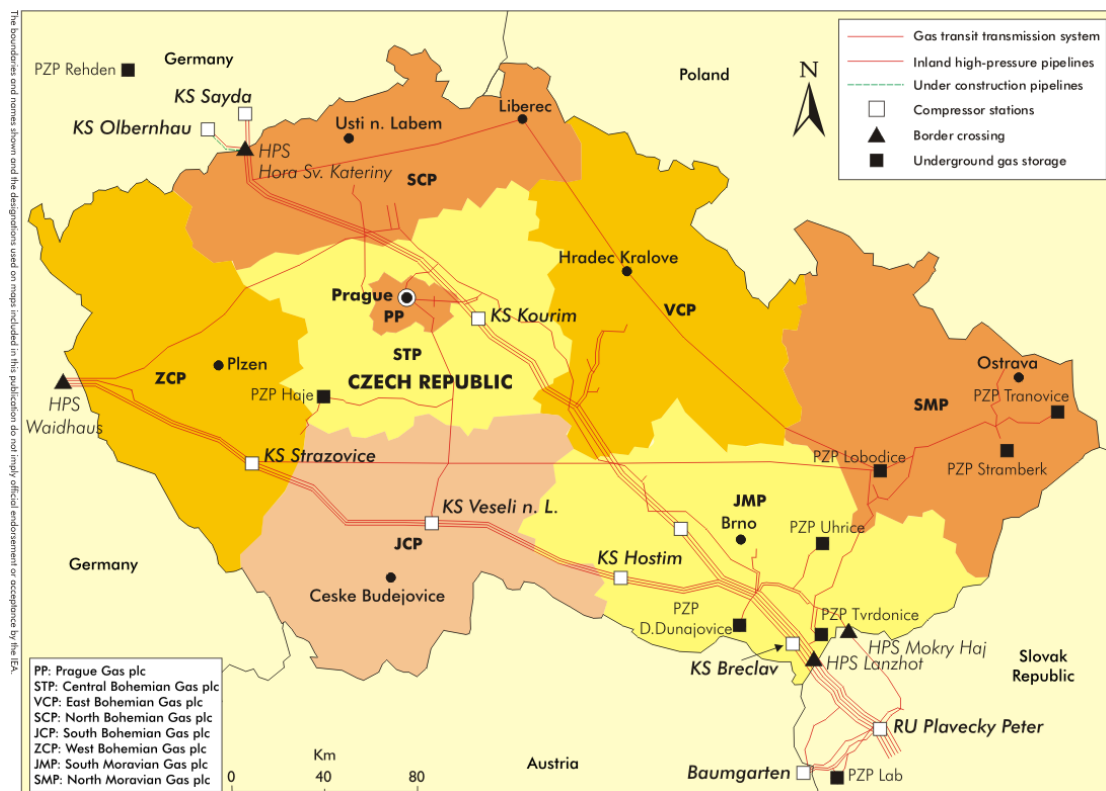 The boundaries and names shown and the designations used on maps included in this publication do not imply official endorsement or acceptance by the IEA.
Germany
PZP Rehden
KS Sayda
KS Olbernhau
HPS
Hora Sv. Kateriny
Usti n. Labem
Liberec
SCP
Poland
N
Gas transit transmission system
Inland high-pressure pipelines
Under construction pipelines
Compressor stations
Border crossing
Underground gas storage
Hradec Kralove
VCP
Prague
PP
KS Kourim
STP
CZECH REPUBLIC
ZCP
Plzen
PZP Haje
HPS
Waidhaus
KS Strazovice
Ostrava
PZP Tranovice
SMP
PZP Lobodice
PZP Stramberk
KS Veseli n. L.
JCP
Ceske Budejovice
JMP
Brno
PZP Uhrice
KS Hostim
PZP
D.Dunajovice
PZP Tvrdonice
HPS Mokry Haj
HPS Lanzhot
KS Breclav
Germany
Slovak
Republic
RU Plavecky Peter
Baumgarten
PZP Lab
Austria
PP: Prague Gas plc
STP: Central Bohemian Gas plc
VCP: East Bohemian Gas plc
SCP: North Bohemian Gas plc
JCP: South Bohemian Gas plc
ZCP: West Bohemian Gas plc
JMP: South Moravian Gas plc
SMP: North Moravian Gas plc
Km
0 40 80